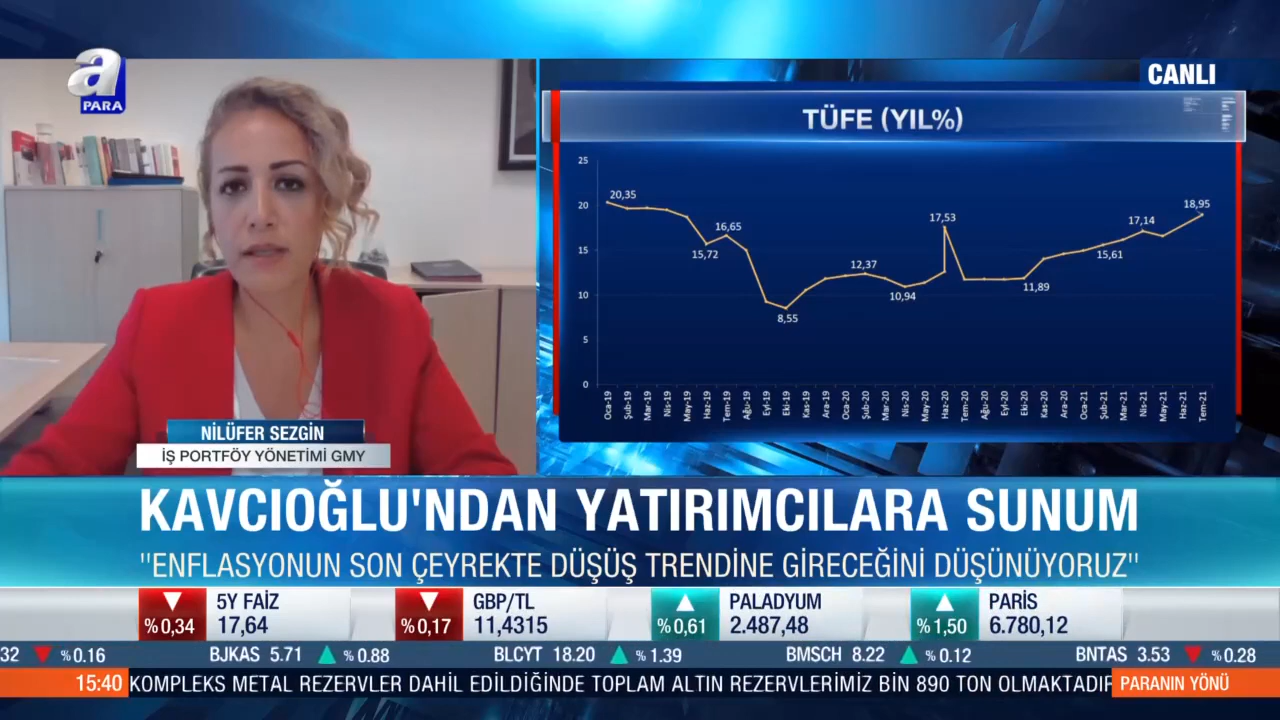 a
PARA
CANLI
TÜFE (YIL%)
25
20
15
10
5
0
20,35
15,72
16,65
8,55
12,37
10,94
17,53
11,89
15,61
17,14
18,95
Oca-19
Şub-19
Mar-19
Nis-19
May-19
Haz-19
Tem-19
Ağu-19
Eyl-19
Eki-19
Kas-19
Ara-19
Oca-20
Şub-20
Mar-20
Nis-20
May-20
Haz-20
Tem-20
Ağu-20
Eyl-20
Eki-20
Kas-20
Ara-20
Oca-21
Şub-21
Mar-21
Nis-21
May-21
Haz-21
Tem-21
NİLÜFER SEZGİN
İŞ PORTFÖY YÖNETİMİ GMY
KAVCIOĞLU'NDAN YATIRIMCILARA SUNUM
"ENFLASYONUN SON ÇEYREKTE DÜŞÜŞ TRENDİNE GİRECEĞİNİ DÜŞÜNÜYORUZ"
%0,34 5Y FAİZ 17,64
%0,17 GBP/TL 11,4315
%0,61 PALADYUM 2.487,48
%1,50 PARİS 6.780,12
32 %0.16 BJKAS 5.71 %0.88 BLCYT 18.20 %1.39 BMSCH 8.22 %0.12 BNTAS 3.53 %0.28
15:40 KOMPLEKS METAL REZERVLER DAHİL EDİLDİĞİNDE TOPLAM ALTIN REZERVLERİMİZ BİN 890 TON OLMAKTADIR PARANIN YÖNÜ